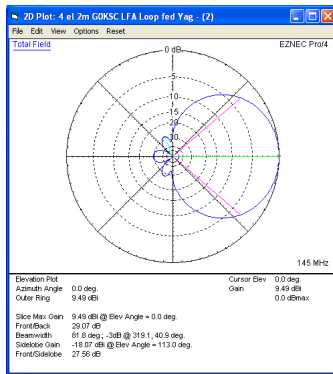 2D Plot: 4 el 2m G0KSC LFA Loop fed Yag - (2)
File Edit View Options Reset
Total Field
EZNEC Pro/4
0 dB
-5
-10
-15
-20
-30
145 MHz
Elevation Plot
Azimuth Angle 0.0 deg.
Outer Ring 9.49 dBi
Cursor Elev 0.0 deg.
Gain 9.49 dBi
0.0 dBmax
Slice Max Gain 9.49 dBi @ Elev Angle = 0.0 deg.
Front/Back 29.07 dB
Beamwidth 81.8 deg.; -3dB @ 319.1, 40.9 deg.
Sidelobe Gain -18.07 dBi @ Elev Angle = 113.0 deg.
Front/Sidelobe 27.56 dB